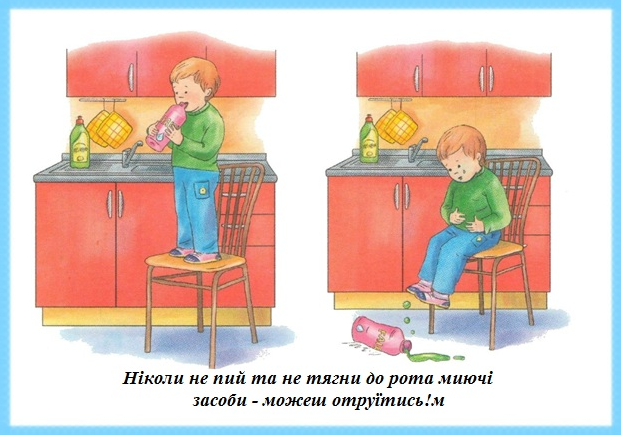 Ніколи не пий та не тягни до рота миючі
засоби - можеш отруїтись!м